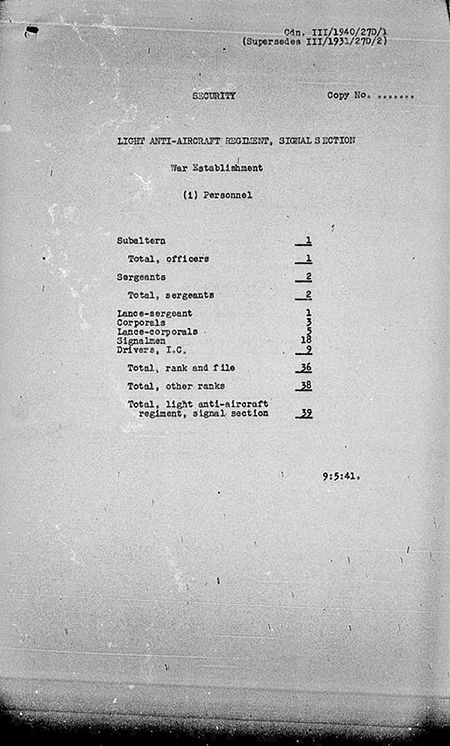 Cdn. III/1940/27D/1
(Supersedes III/1931/27D/2)
SECURITY Copy No. .......
LIGHT ANTI-AIRCRAFT REGIMENT, SIGNAL SECTION
War Establishment
(i) Personnel
Subaltern 1
Total, officers 1
Sergeants 2
Total, sergeants 2
Lance-sergeant 1
Corporals 3
Lance-corporals 5
Signalmen 18
Drivers, I.C. 9
Total, rank and file 36
Total, other ranks 38
Total, light anti-aircraft
regiment, signal section 39
9:5:41.